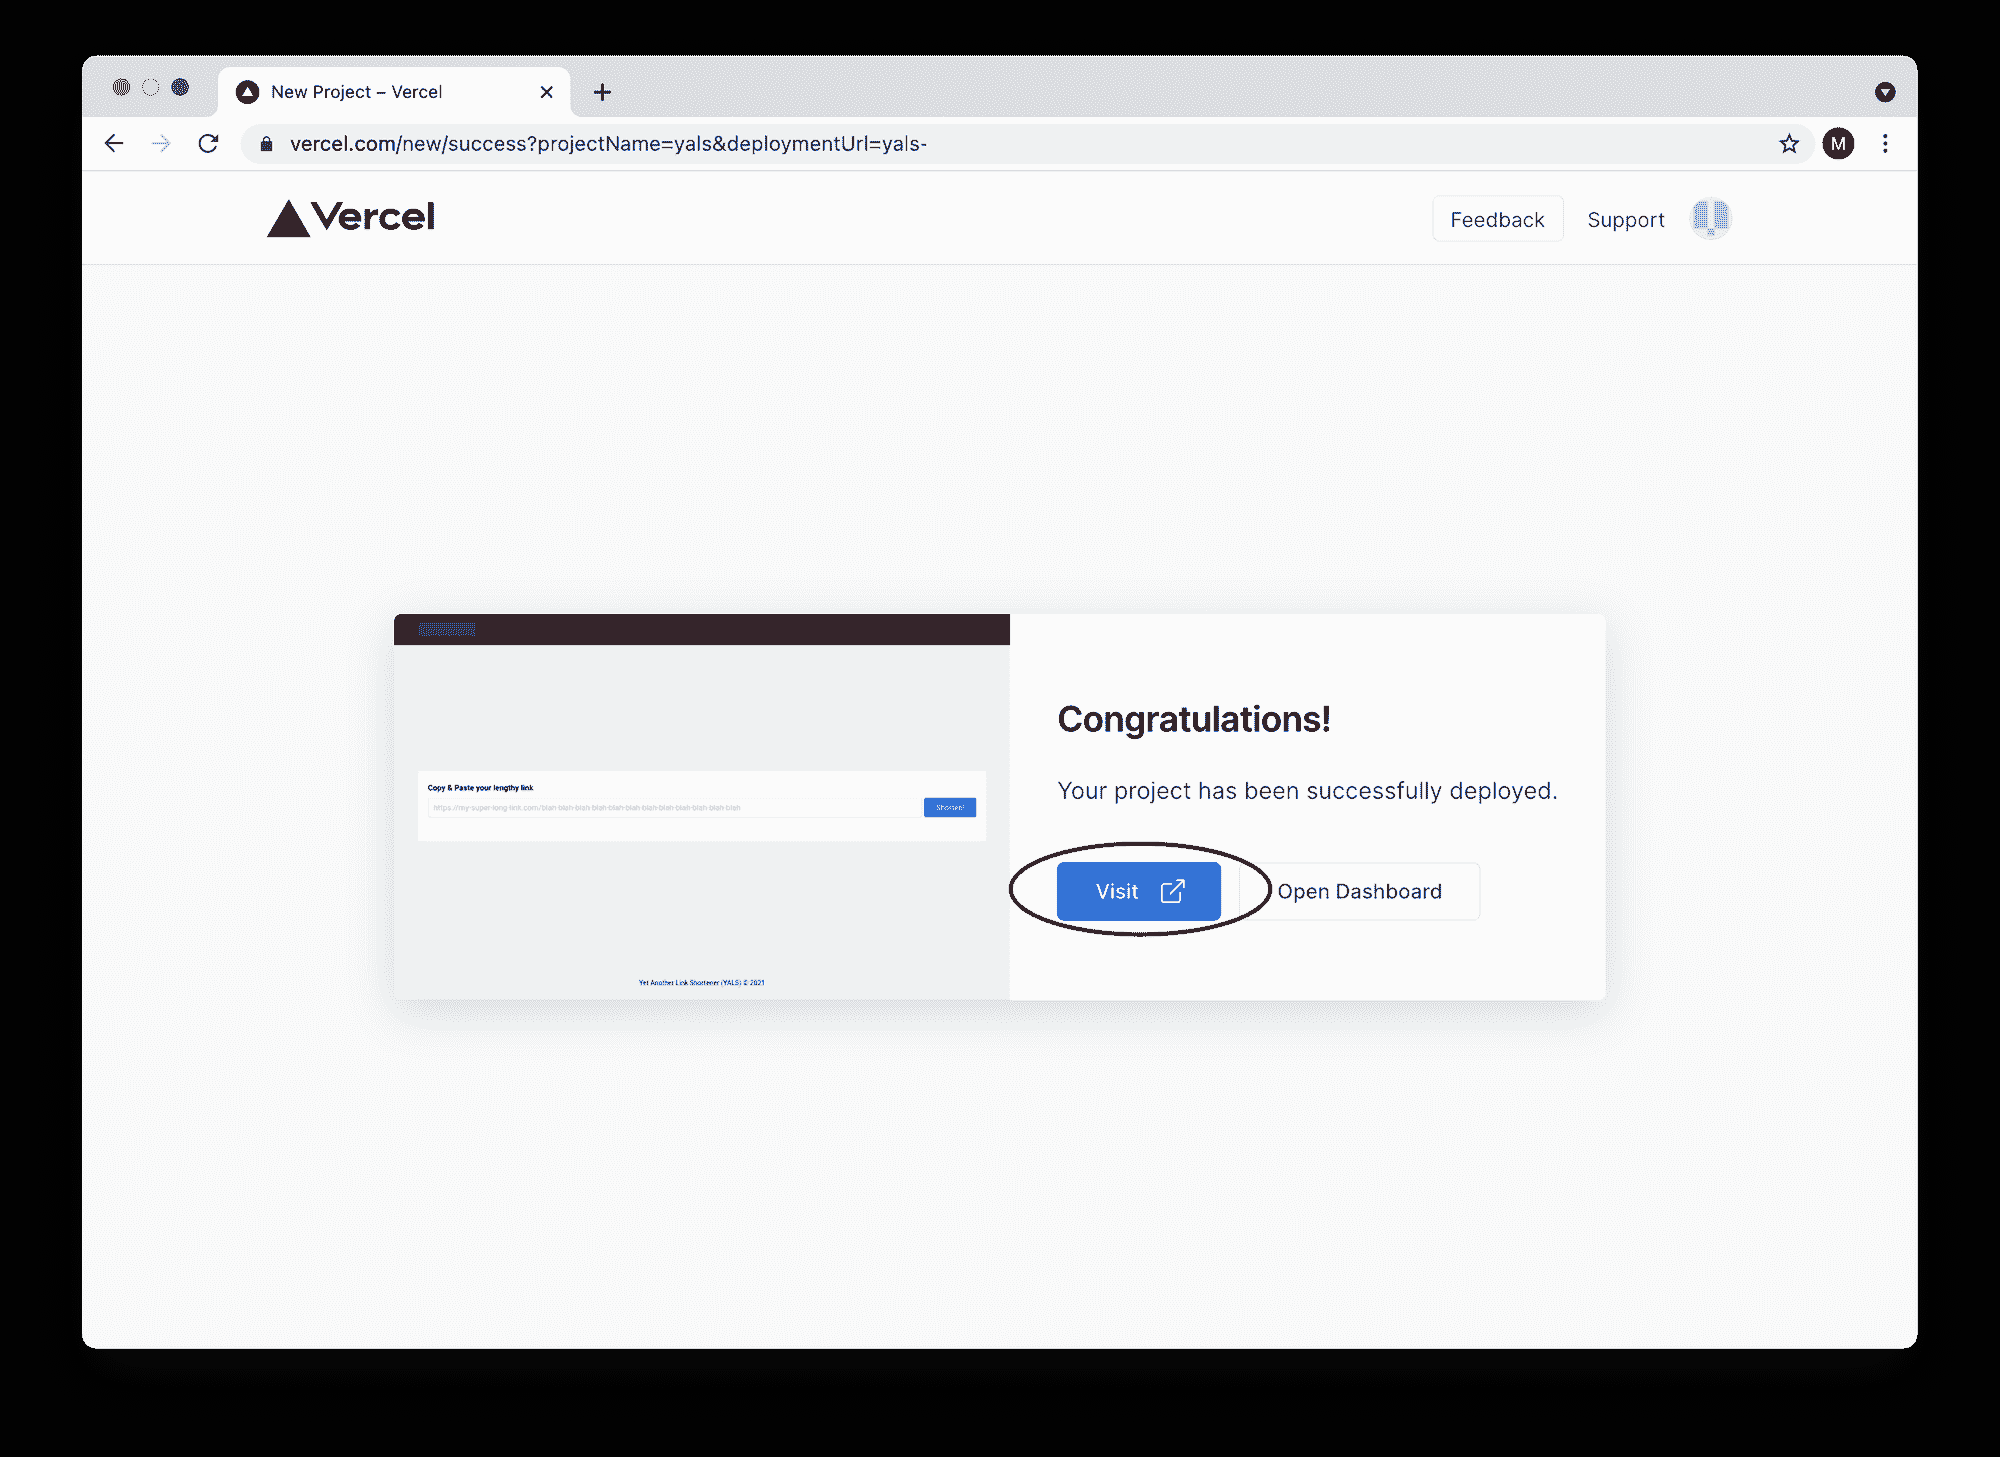 New Project – Vercel
vercel.com/new/success?projectName=yals&deploymentUrl=yals-
M
Vercel
Feedback
Support
Copy & Paste your lengthy link
https://my-super-long-link.com/blah-blah-blah-blah-blah-blah-blah-blah-blah-blah-blah-blah
Shorten!
Yet Another Link Shortener (YALS) © 2021
Congratulations!
Your project has been successfully deployed.
Visit
Open Dashboard